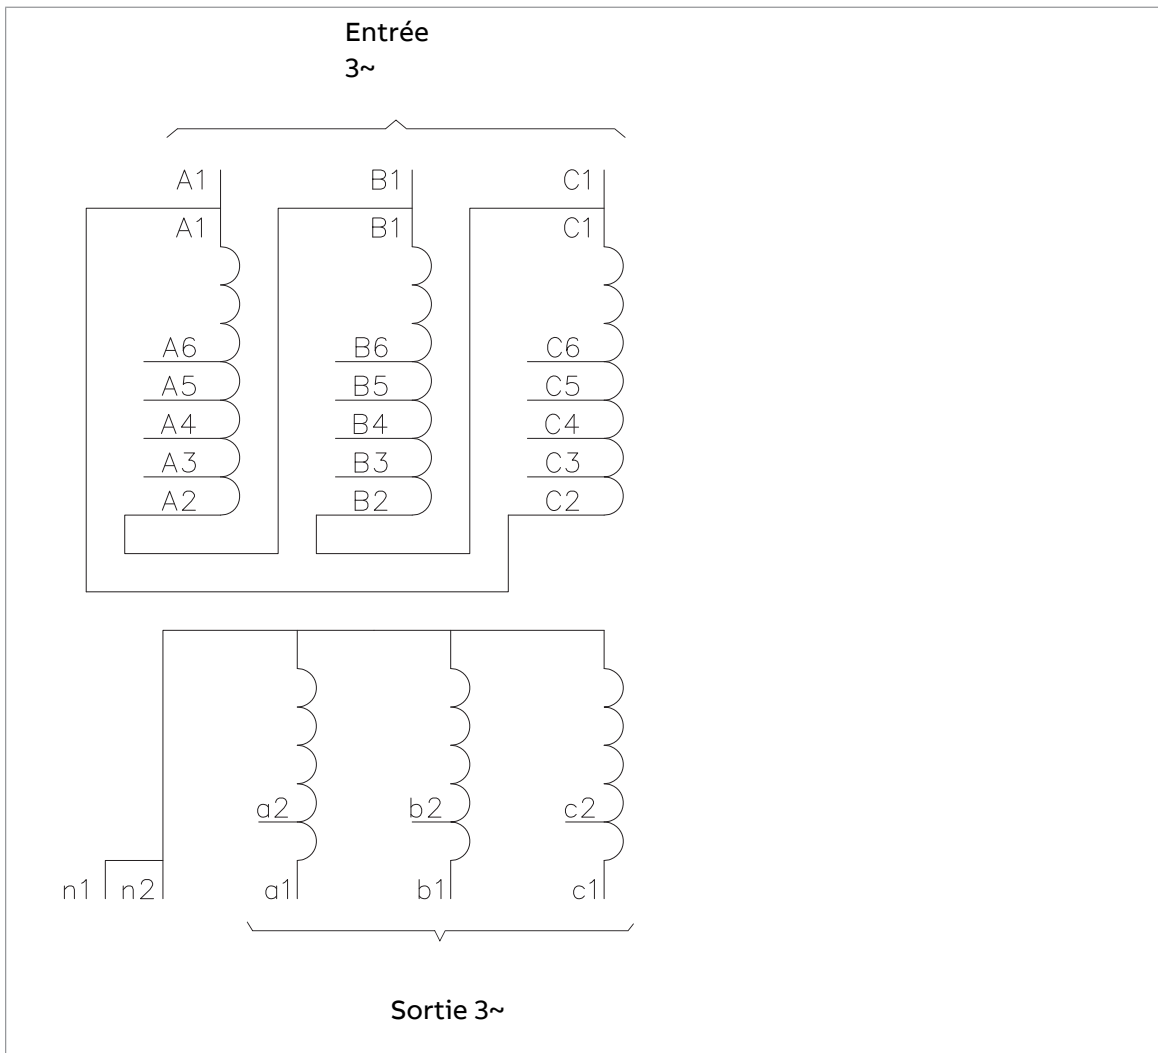 Entrée
3~
A1 B1 C1
A1 B1 C1
A6 B6 C6
A5 B5 C5
A4 B4 C4
A3 B3 C3
A2 B2 C2
a2 b2 c2
n1 n2 a1 b1 c1
Sortie 3~